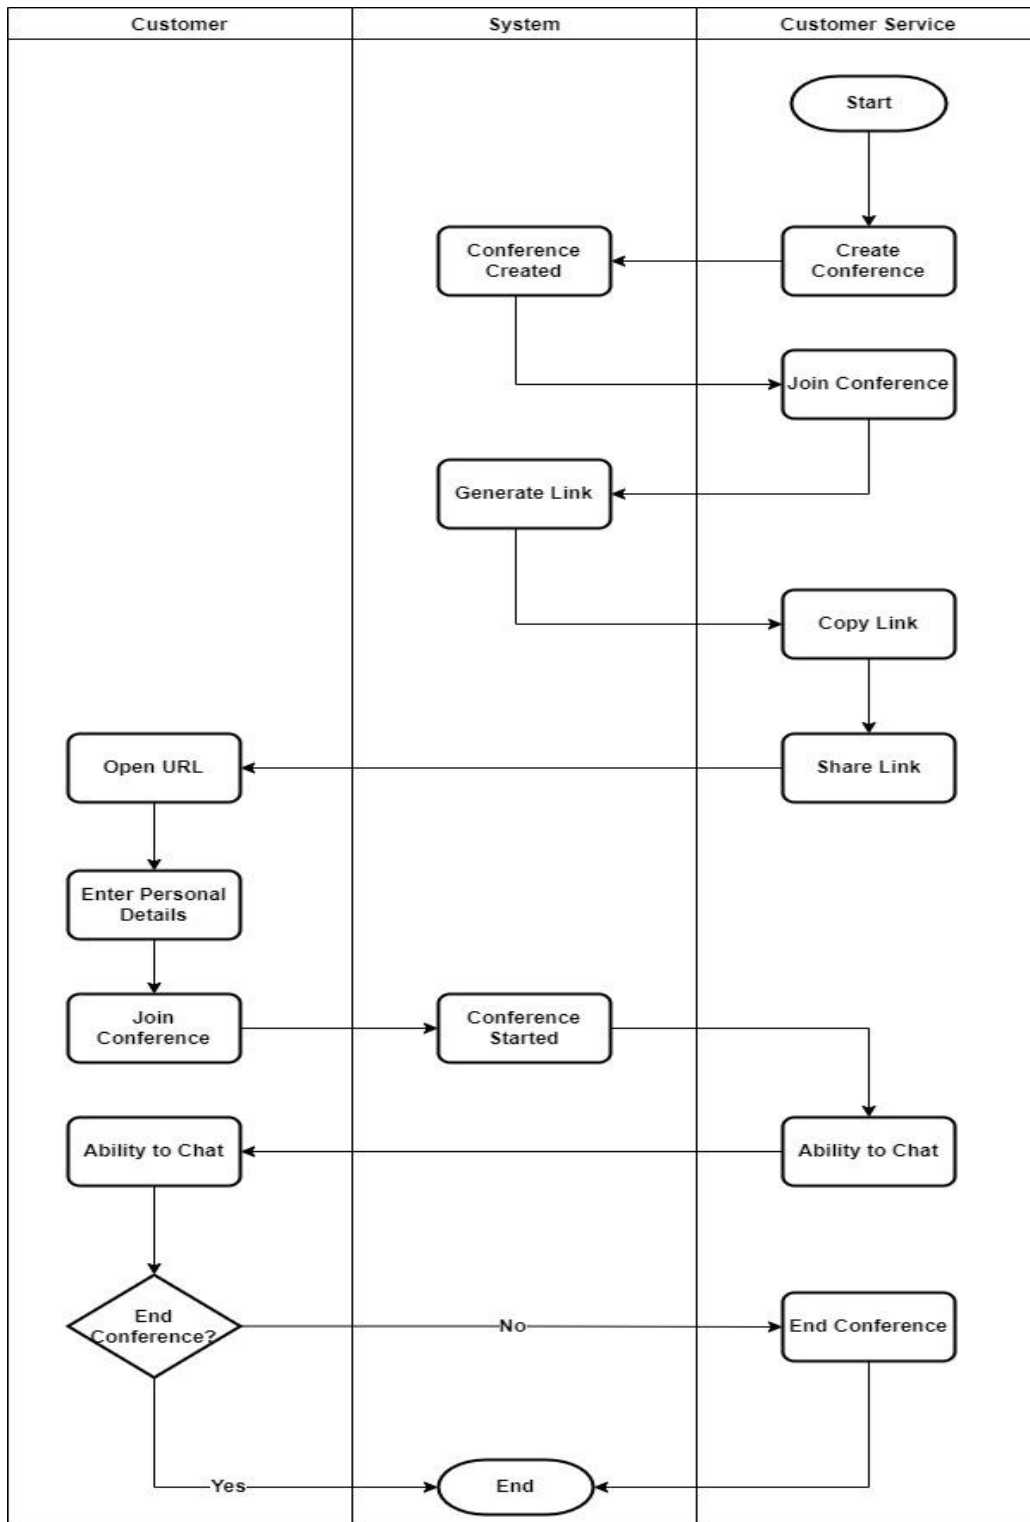 Customer
System
Customer Service
Start
Conference
Created
Create
Conference
Join Conference
Generate Link
Copy Link
Open URL
Share Link
Enter Personal
Details
Join
Conference
Conference
Started
Ability to Chat
Ability to Chat
End
Conference?
No
End Conference
Yes
End